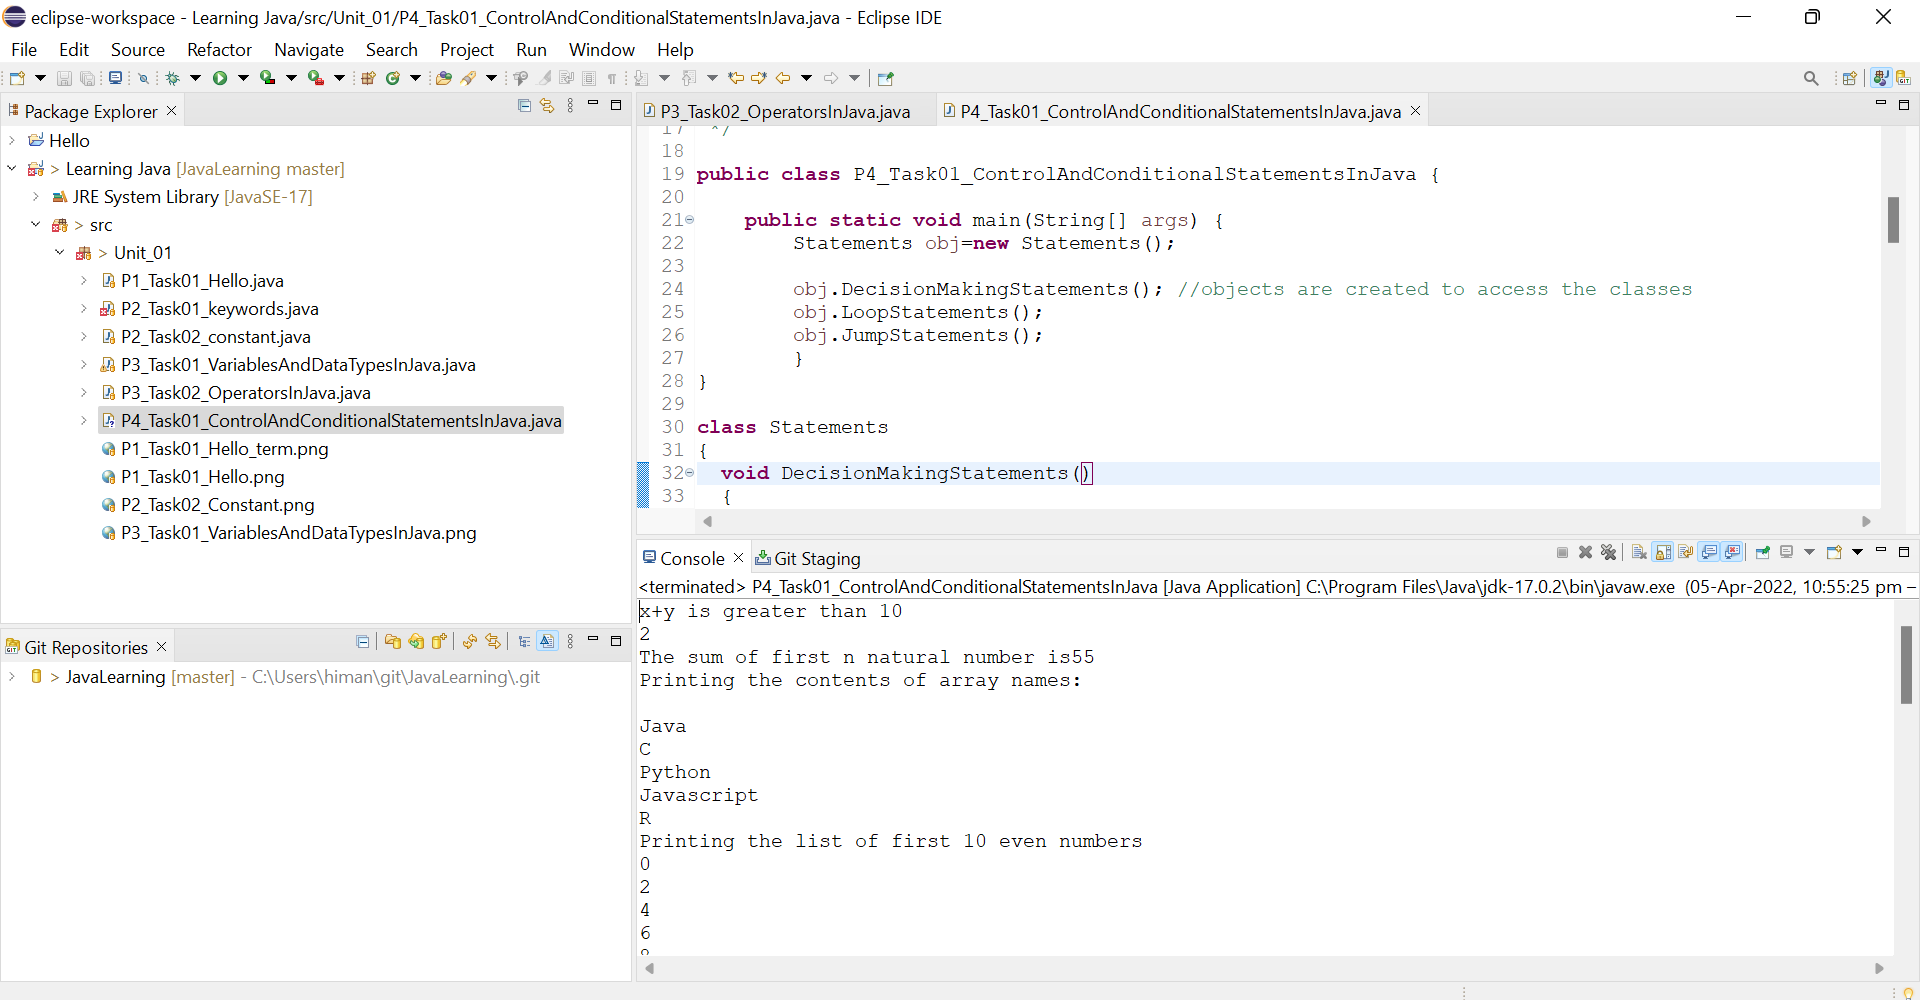 eclipse-workspace - Learning Java/src/Unit_01/P4_Task01_ControlAndConditionalStatementsInJava.java - Eclipse IDE
File Edit Source Refactor Navigate Search Project Run Window Help
Package Explorer
Hello
> Learning Java [JavaLearning master]
JRE System Library [JavaSE-17]
> src
> Unit_01
P1_Task01_Hello.java
P2_Task01_keywords.java
P2_Task02_constant.java
P3_Task01_VariablesAndDataTypesInJava.java
P3_Task02_OperatorsInJava.java
P4_Task01_ControlAndConditionalStatementsInJava.java
P1_Task01_Hello_term.png
P1_Task01_Hello.png
P2_Task02_Constant.png
P3_Task01_VariablesAndDataTypesInJava.png
Git Repositories
> JavaLearning [master] - C:\Users\himan\git\JavaLearning\.git
P3_Task02_OperatorsInJava.java P4_Task01_ControlAndConditionalStatementsInJava.java
17 */
18
19 public class P4_Task01_ControlAndConditionalStatementsInJava {
20
21 public static void main(String[] args) {
22 Statements obj=new Statements();
23
24 obj.DecisionMakingStatements(); //objects are created to access the classes
25 obj.LoopStatements();
26 obj.JumpStatements();
27 }
28 }
29
30 class Statements
31 {
32 void DecisionMakingStatements()
33 {
Console Git Staging
<terminated> P4_Task01_ControlAndConditionalStatementsInJava [Java Application] C:\Program Files\Java\jdk-17.0.2\bin\javaw.exe (05-Apr-2022, 10:55:25 pm –
x+y is greater than 10
2
The sum of first n natural number is55
Printing the contents of array names:
Java
C
Python
Javascript
R
Printing the list of first 10 even numbers
0
2
4
6
8